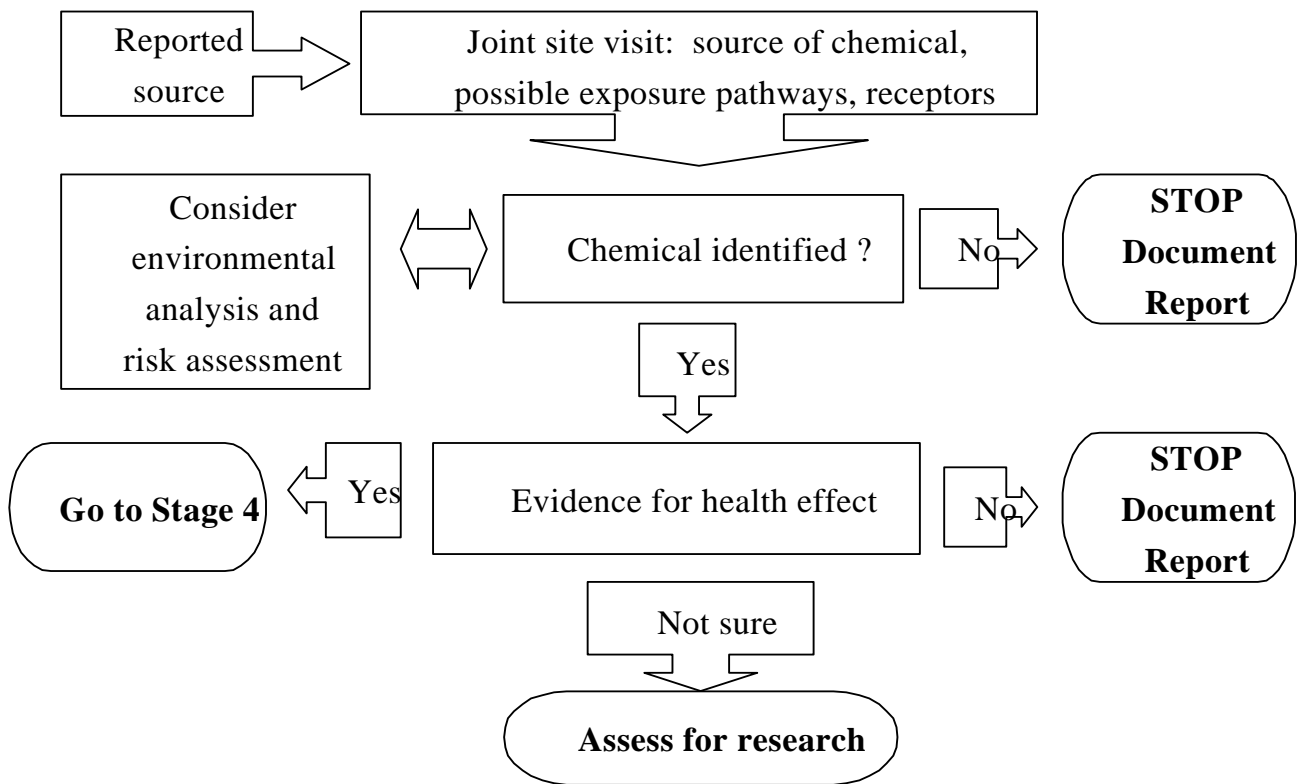 Reported
source
Joint site visit: source of chemical,
possible exposure pathways, receptors
Consider
environmental
analysis and
risk assessment
Chemical identified ?
No
STOP
Document
Report
Yes
Go to Stage 4
Yes
Evidence for health effect
No
STOP
Document
Report
Not sure
Assess for research